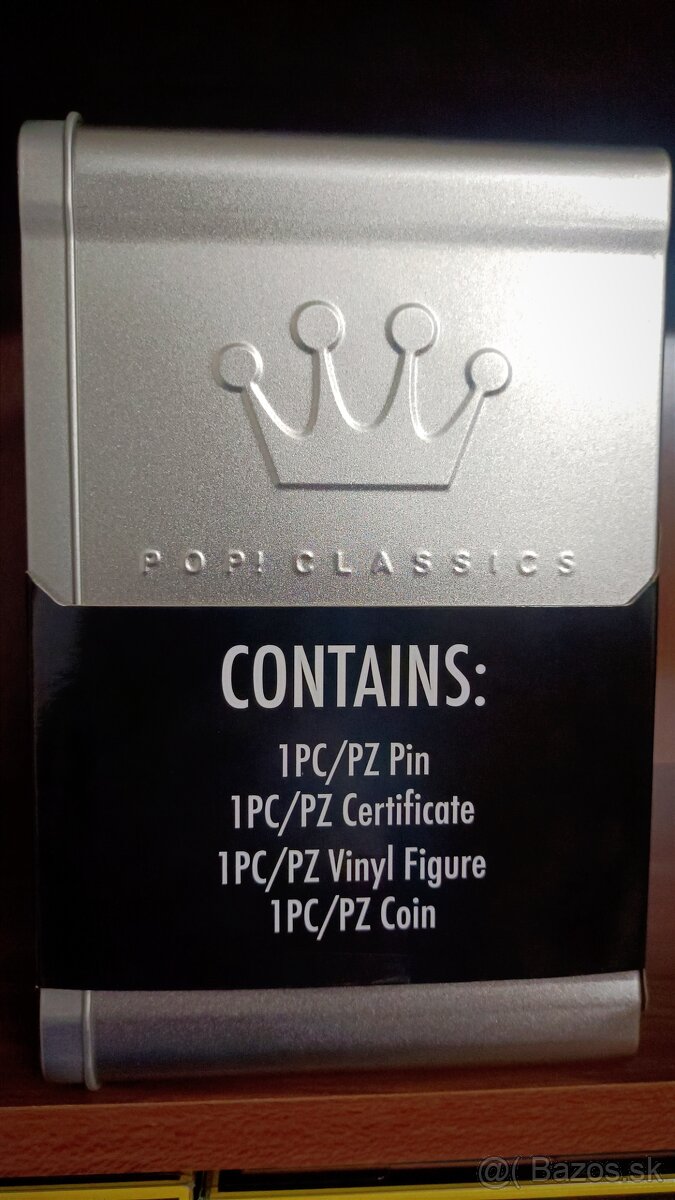 POP! CLASSICS
CONTAINS:
1PC/PZ Pin
1PC/PZ Certificate
1PC/PZ Vinyl Figure
1PC/PZ Coin
@( Bazos.sk